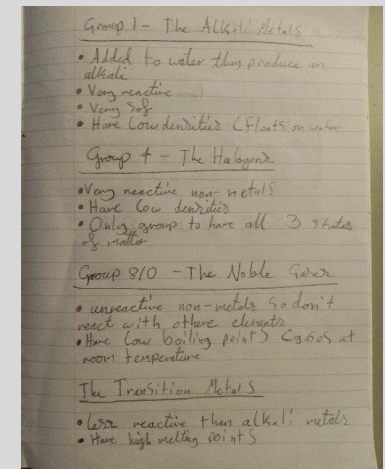 Group 1 - The Alkali Metals
• Added to water they produce an
alkali
• Very reactive
• Very Sof
• Have low densities (floats on water
Group 7 - The Halogens
• Very reactive non-metals
• Have low densities
• Only group to have all 3 states
of matter
Group 8/0 - The Noble Gases
• unreactive non-metals so don't
react with others elements
• Have low boiling points Gases at
room temperature
The Transition Metals
• less reactive than alkali metals
• Have high melting points